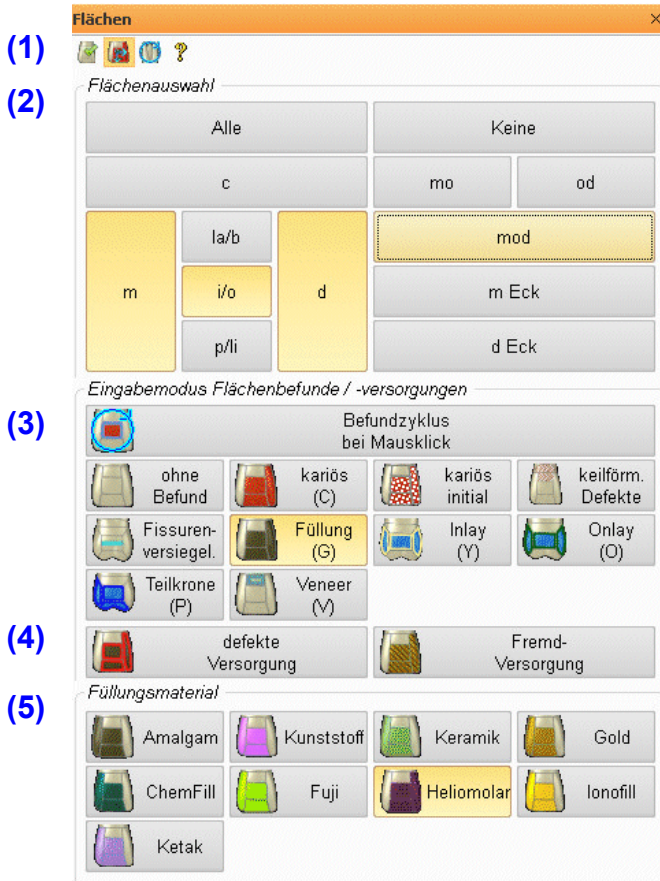 Flächen
(1)
(2)
Flächenauswahl
Alle
Keine
c
mo
od
m
la/b
i/o
p/li
d
mod
m Eck
d Eck
Eingabemodus Flächenbefunde / -versorgungen
(3)
Befundzyklus
bei Mausklick
ohne
Befund
kariös
(C)
kariös
initial
keilförm.
Defekte
Fissuren-
versiegel.
Füllung
(G)
Inlay
(Y)
Onlay
(O)
Teilkrone
(P)
Veneer
(V)
(4)
defekte
Versorgung
Fremd-
Versorgung
(5)
Füllungsmaterial
Amalgam
Kunststoff
Keramik
Gold
ChemFill
Fuji
Heliomolar
Ionofill
Ketak